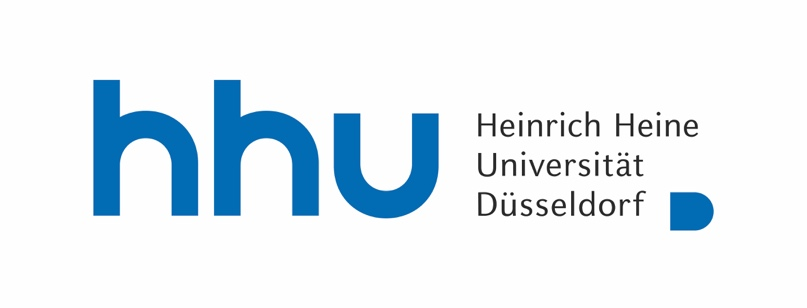 hhu
Heinrich Heine
Universität
Düsseldorf